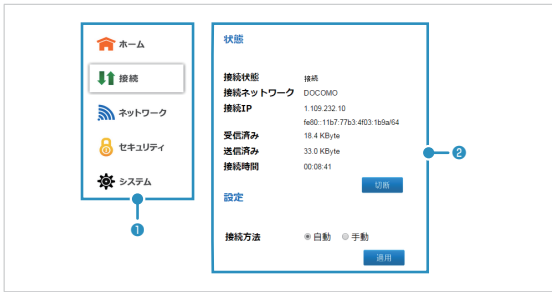 ホーム
接続
ネットワーク
セキュリティ
システム
1
状態
接続状態 接続
接続ネットワーク DOCOMO
接続IP 1.109.232.10
fe80::11b7:77b3:4f03:1b9a/64
受信済み 18.4 KByte
送信済み 33.0 KByte
接続時間 00:08:41
切断
設定
接続方法 自動 手動
適用
2